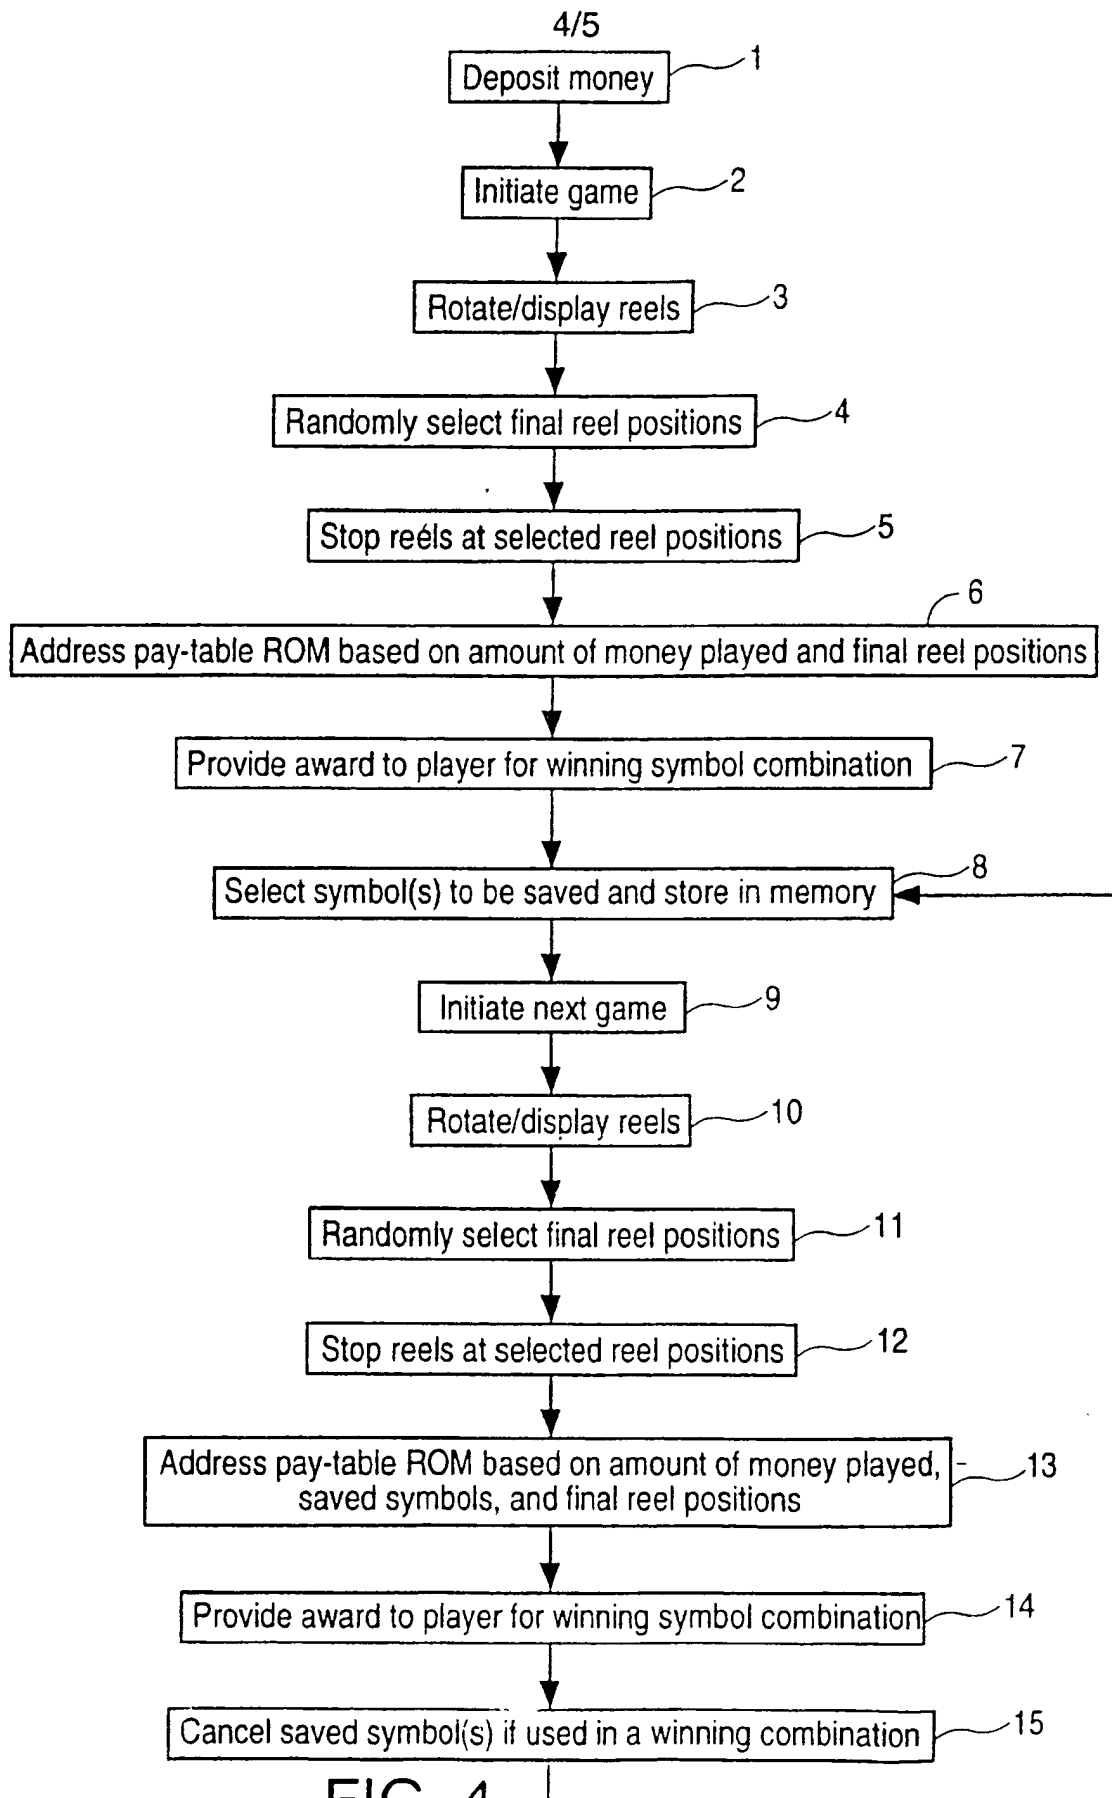 4/5
Deposit money
1
Initiate game
2
Rotate/display reels
3
Randomly select final reel positions
4
Stop reels at selected reel positions
5
6
Address pay-table ROM based on amount of money played and final reel positions
Provide award to player for winning symbol combination
7
Select symbol(s) to be saved and store in memory
8
Initiate next game
9
Rotate/display reels
10
Randomly select final reel positions
11
Stop reels at selected reel positions
12
Address pay-table ROM based on amount of money played,
saved symbols, and final reel positions
13
Provide award to player for winning symbol combination
14
Cancel saved symbol(s) if used in a winning combination
15
FIG. 4